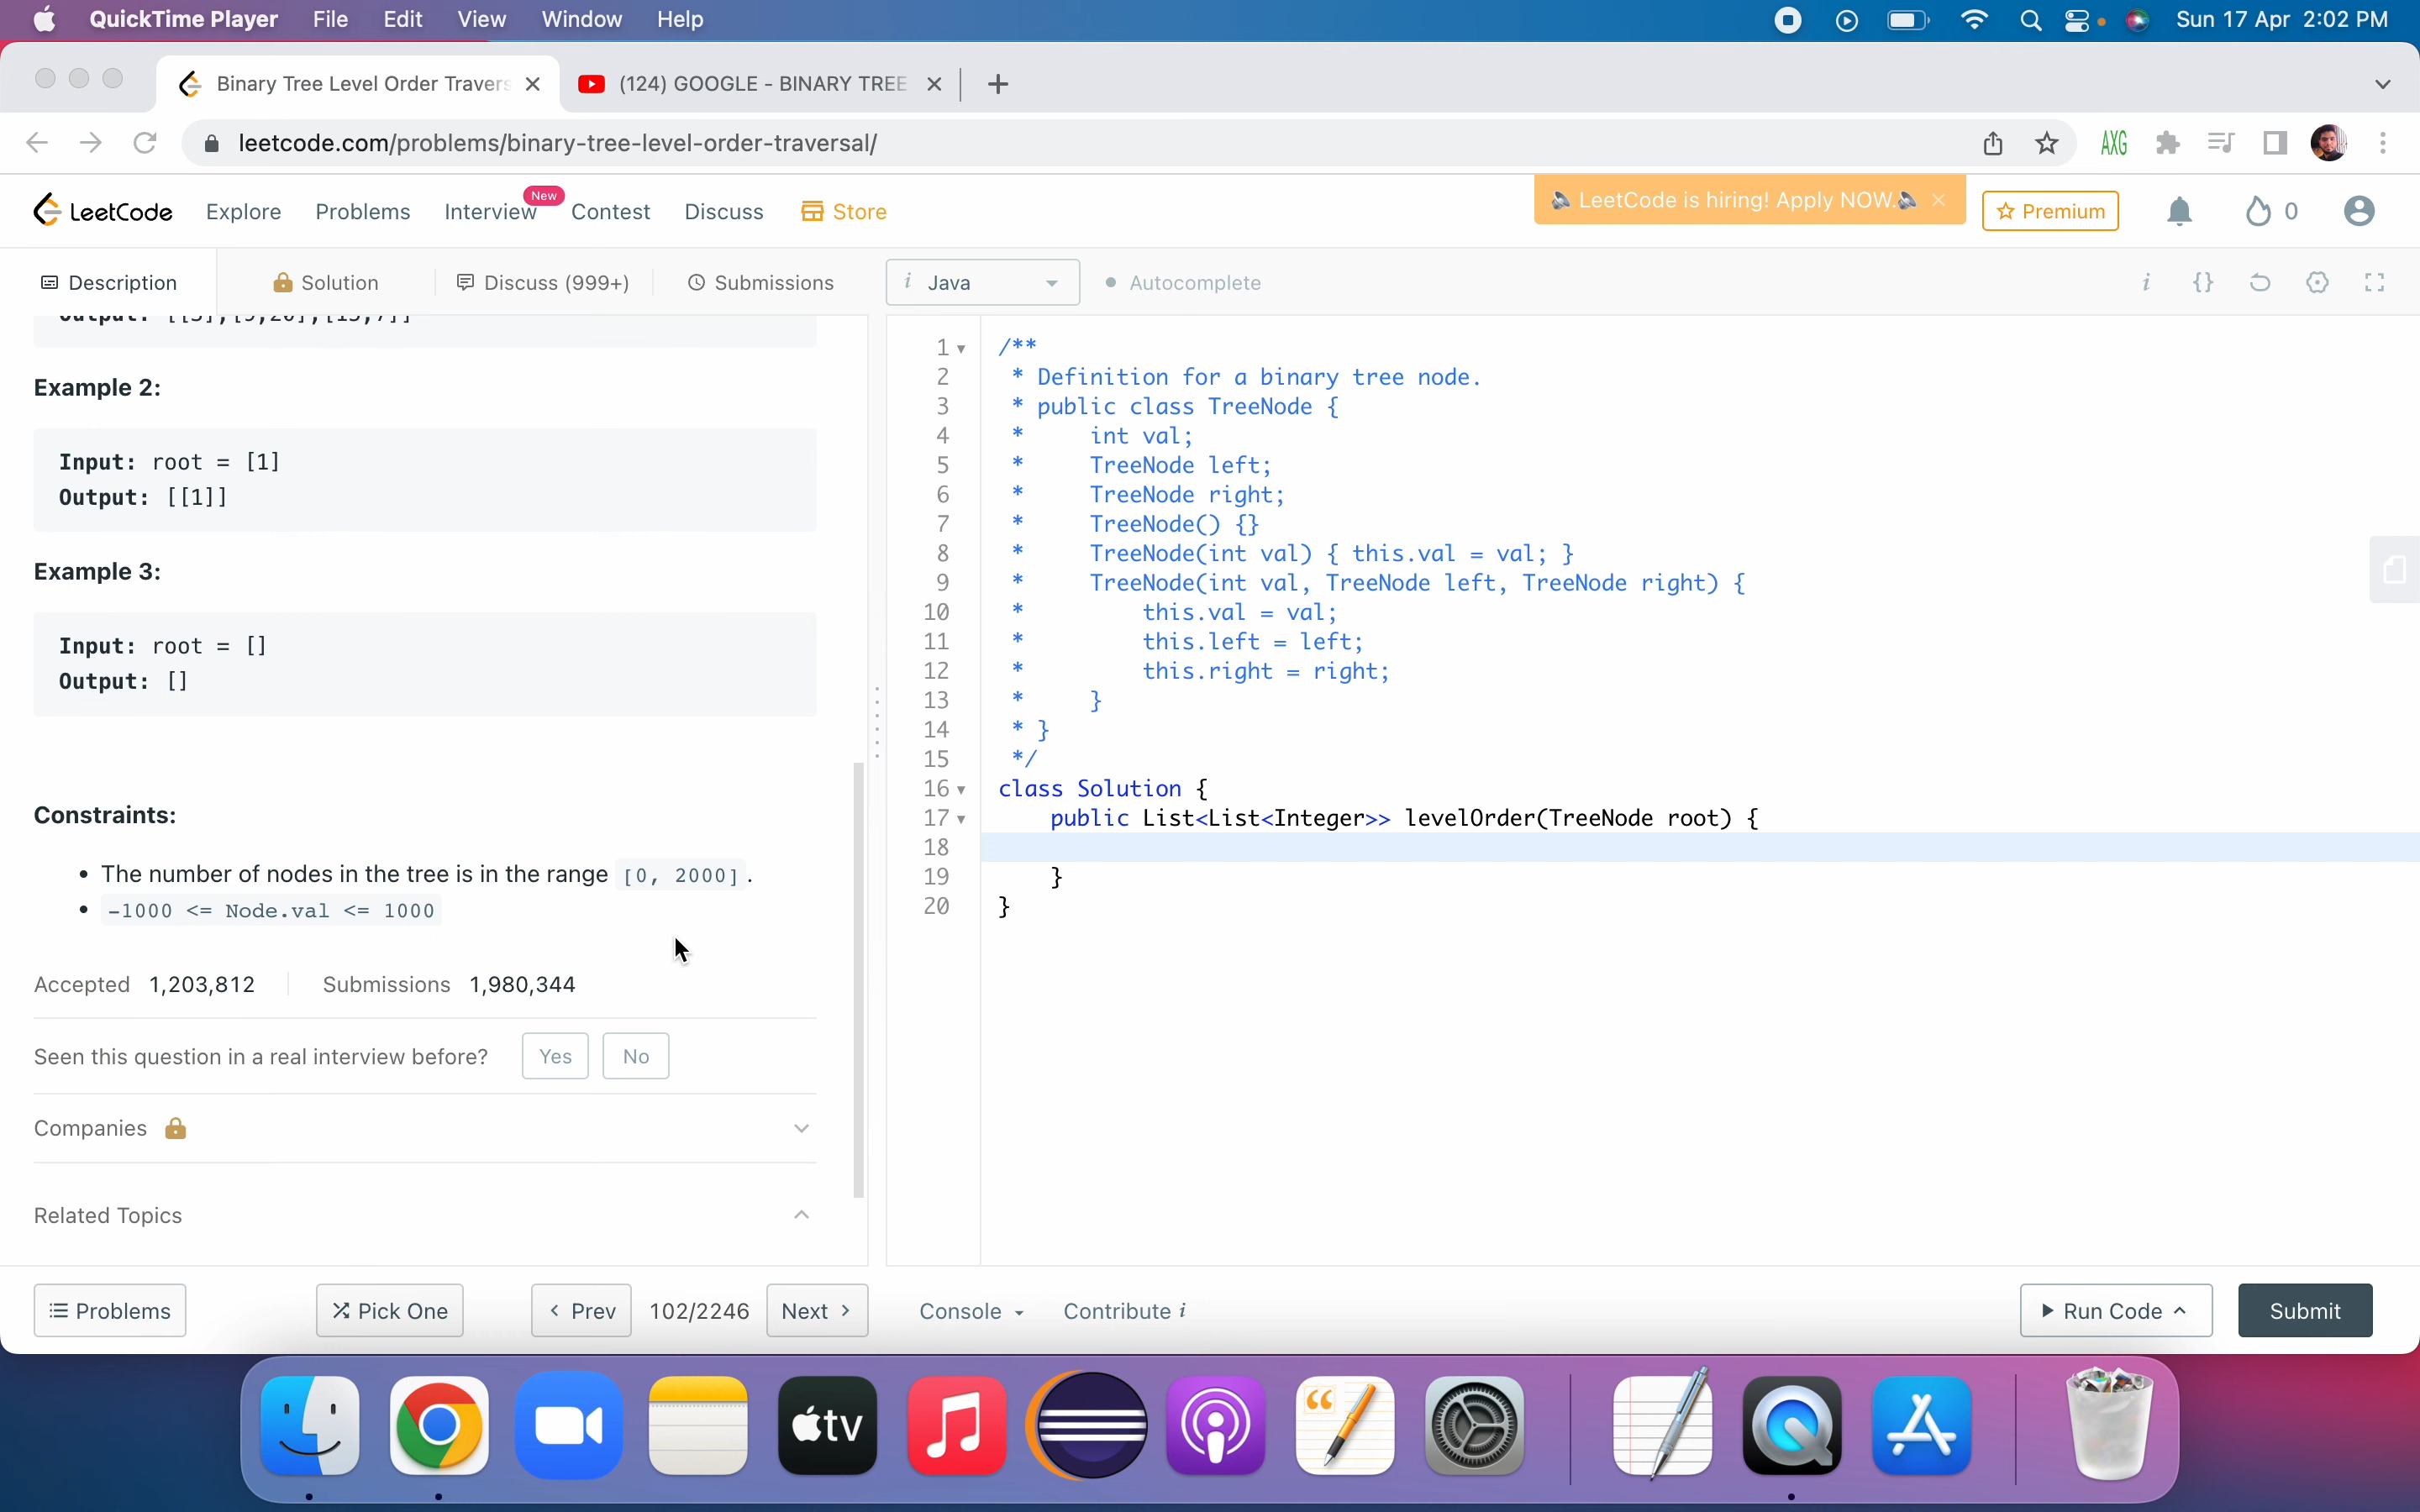 QuickTime Player File Edit View Window Help Sun 17 Apr 2:02 PM
Binary Tree Level Order Travers (124) GOOGLE - BINARY TREE
leetcode.com/problems/binary-tree-level-order-traversal/ AXG
LeetCode Explore Problems Interview New Contest Discuss Store LeetCode is hiring! Apply NOW. Premium 0
Description Solution Discuss (999+) Submissions i Java Autocomplete i {}
Output: [[3],[9,20],[15,7]]
Example 2:
Input: root = [1]
Output: [[1]]
Example 3:
Input: root = []
Output: []
Constraints:
• The number of nodes in the tree is in the range [0, 2000].
• -1000 <= Node.val <= 1000
Accepted 1,203,812 Submissions 1,980,344
Seen this question in a real interview before? Yes No
Companies
Related Topics
1 /**
2 * Definition for a binary tree node.
3 * public class TreeNode {
4 * int val;
5 * TreeNode left;
6 * TreeNode right;
7 * TreeNode() {}
8 * TreeNode(int val) { this.val = val; }
9 * TreeNode(int val, TreeNode left, TreeNode right) {
10 * this.val = val;
11 * this.left = left;
12 * this.right = right;
13 * }
14 * }
15 */
16 class Solution {
17 public List<List<Integer>> levelOrder(TreeNode root) {
18
19 }
20 }
Problems Pick One Prev 102/2246 Next Console Contribute i Run Code Submit
tv